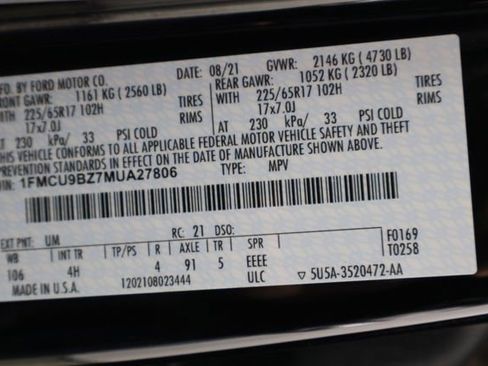 MFD. BY FORD MOTOR CO.
DATE: 08/21 GVWR: 2146 KG ( 4730 LB)
FRONT GAWR: 1161 KG ( 2560 LB) REAR GAWR: 1052 KG ( 2320 LB)
WITH 225/65R17 102H TIRES WITH 225/65R17 102H TIRES
17x7.0J RIMS 17x7.0J RIMS
AT 230 kPa/ 33 PSI COLD AT 230 kPa/ 33 PSI COLD
THIS VEHICLE CONFORMS TO ALL APPLICABLE FEDERAL MOTOR VEHICLE SAFETY AND THEFT
PREVENTION STANDARDS IN EFFECT ON THE DATE OF MANUFACTURE SHOWN ABOVE.
VIN: 1FMCU9BZ7MUA27806 TYPE: MPV
EXT PNT: UM RC: 21 DSO: F0169
WB INT TR TP/PS R AXLE TR SPR T0258
106 4H 4 91 5 EEEE
MADE IN U.S.A. 1202108023444 ULC ▽ 5U5A-3520472-AA